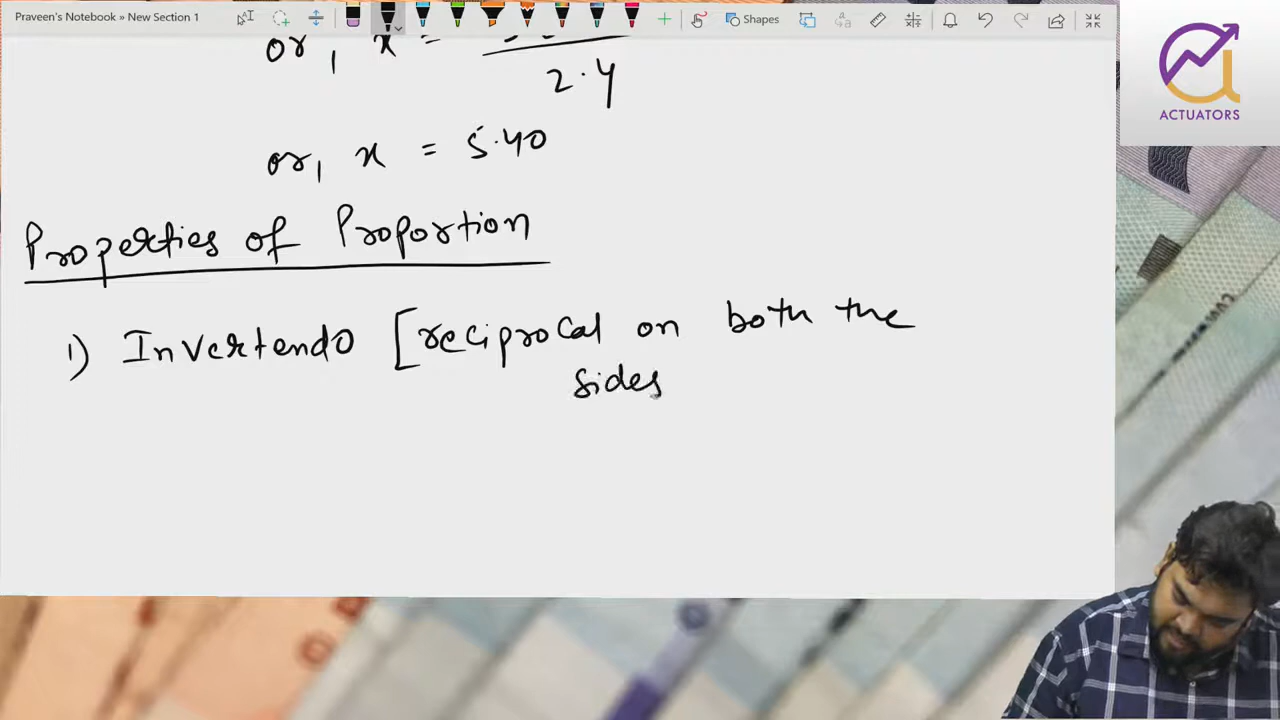 Praveen's Notebook » New Section 1
Shapes
ACTUATORS
or, x =
2.4
or, x = 5.40
Properties of Proportion
1) Invertendo [reciprocal on both the
sides